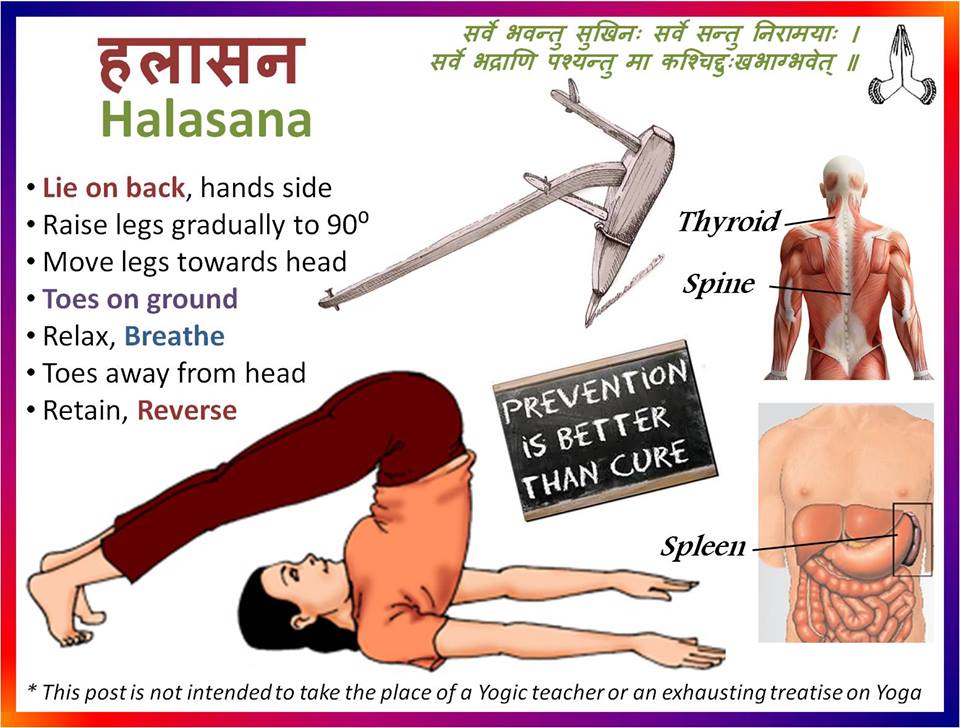 हलासन
Halasana
सर्वे भवन्तु सुखिनः सर्वे सन्तु निरामयाः ।
सर्वे भद्राणि पश्यन्तु मा कश्चिद्दुःखभाग्भवेत् ॥
• Lie on back, hands side
• Raise legs gradually to 90⁰
• Move legs towards head
• Toes on ground
• Relax, Breathe
• Toes away from head
• Retain, Reverse
Thyroid
Spine
PREVENTiON
iS BETTER
THAN CURE
Spleen
* This post is not intended to take the place of a Yogic teacher or an exhausting treatise on Yoga